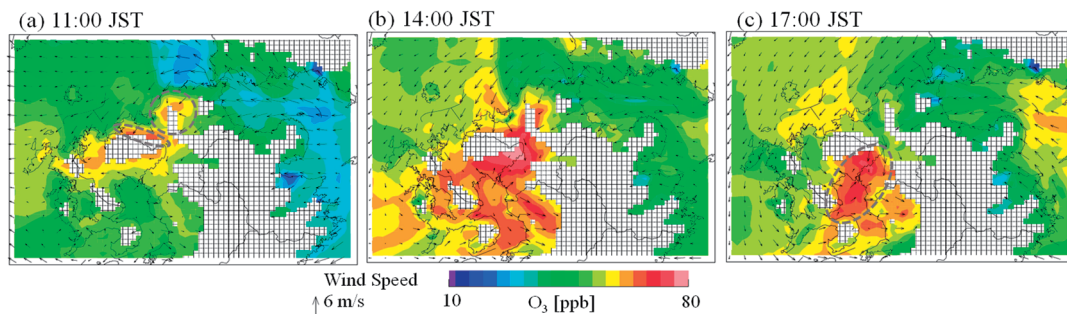 (a) 11:00 JST
(b) 14:00 JST
(c) 17:00 JST
Wind Speed
6 m/s
10
O₃ [ppb]
80